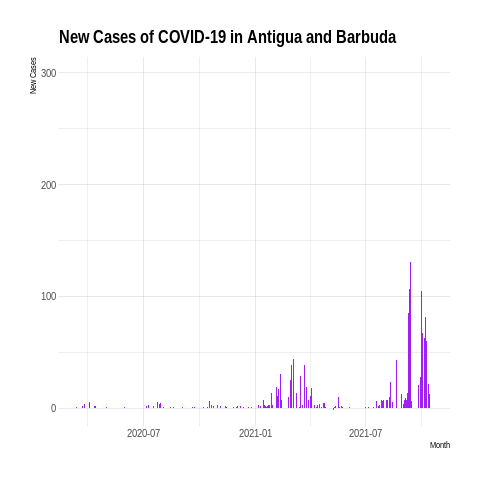 New Cases of COVID-19 in Antigua and Barbuda
New Cases
300
200
100
0
2020-07
2021-01
2021-07
Month